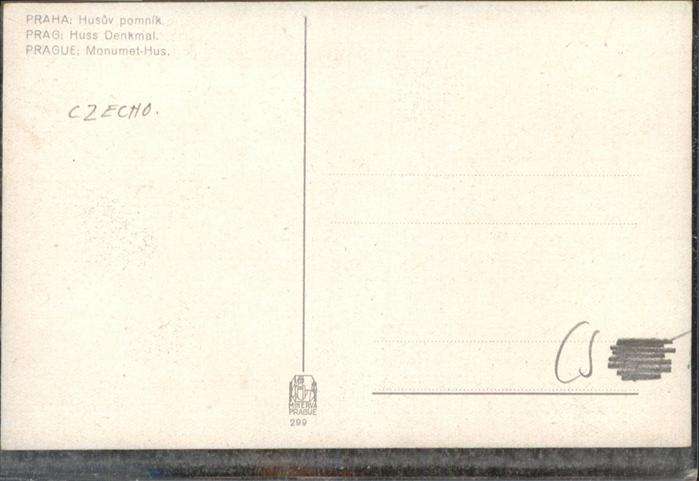 PRAHA: Husův pomník.
PRAG: Huss Denkmal.
PRAGUE: Monumet-Hus.
CZECHO.
CS
MINERVA
PRAGUE
299